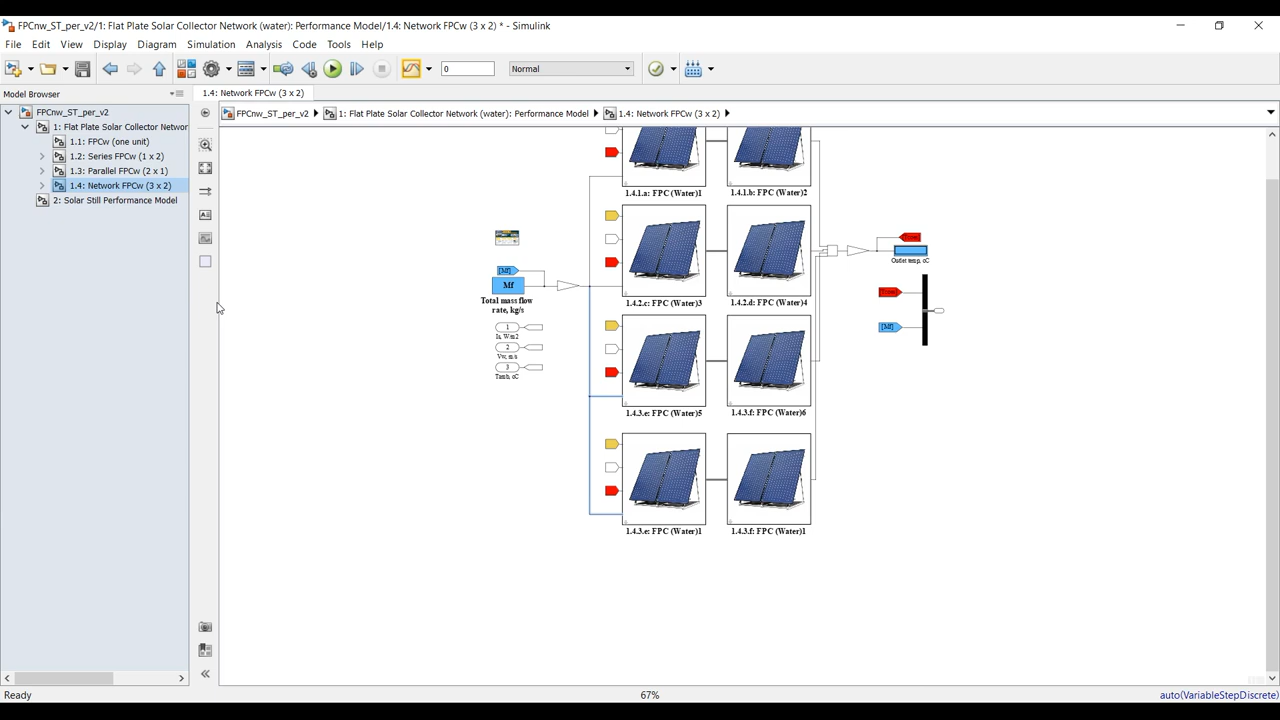 FPCnw_ST_per_v2/1: Flat Plate Solar Collector Network (water): Performance Model/1.4: Network FPCw (3 x 2) * - Simulink
File Edit View Display Diagram Simulation Analysis Code Tools Help
0
Normal
Model Browser
1.4: Network FPCw (3 x 2)
FPCnw_ST_per_v2
1: Flat Plate Solar Collector Network (water): Performance Model
1.4: Network FPCw (3 x 2)
FPCnw_ST_per_v2
1: Flat Plate Solar Collector Networ
1.1: FPCw (one unit)
1.2: Series FPCw (1 x 2)
1.3: Parallel FPCw (2 x 1)
1.4: Network FPCw (3 x 2)
2: Solar Still Performance Model
1.4.1.a: FPC (Water)1
1.4.1.b: FPC (Water)2
[Mf]
Mf
Total mass flow
rate, kg/s
1
2
3
Tamb, oC
1.4.2.c: FPC (Water)3
1.4.2.d: FPC (Water)4
1.4.3.e: FPC (Water)5
1.4.3.f: FPC (Water)6
1.4.3.e: FPC (Water)1
1.4.3.f: FPC (Water)1
Outlet temp, oC
[Mf]
Ready
67%
auto(VariableStepDiscrete)